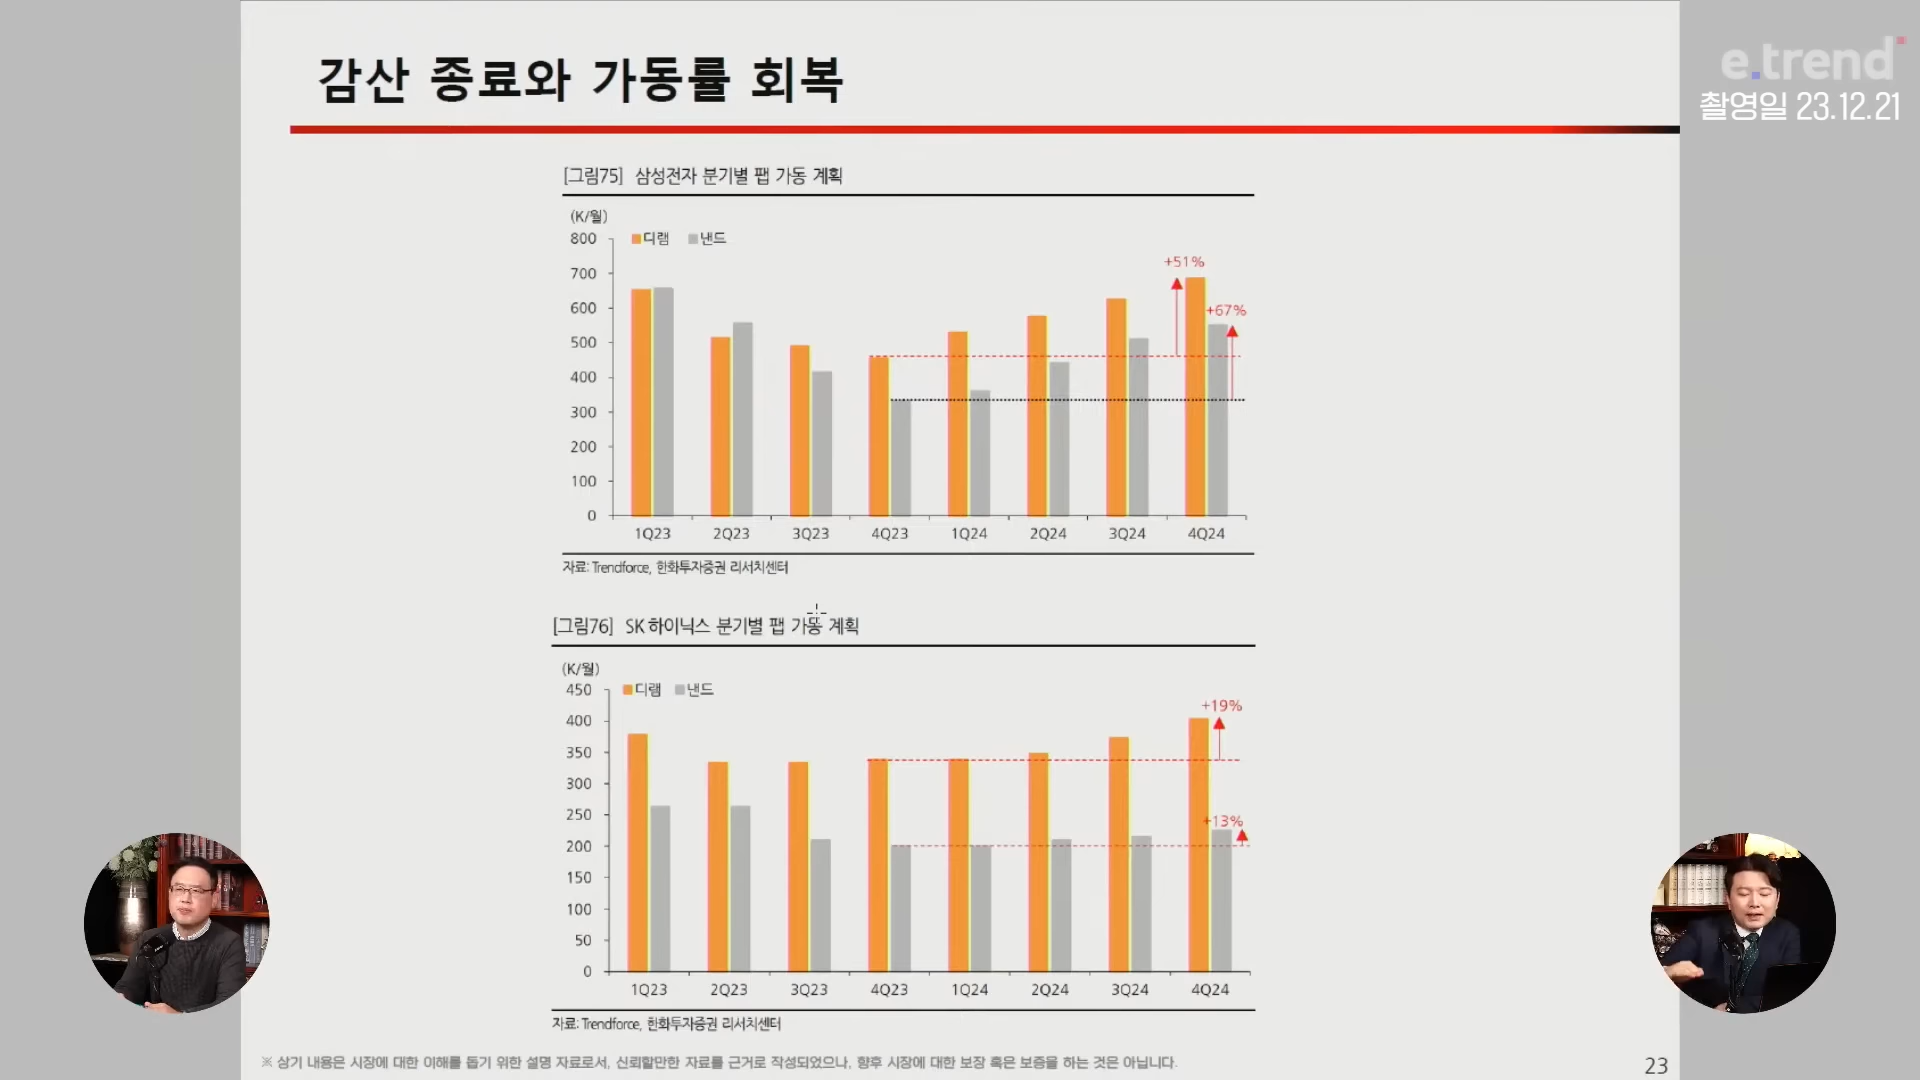 감산 종료와 가동률 회복
e.trend
촬영일 23.12.21
[그림75] 삼성전자 분기별 팹 가동 계획
(K/월)
디램 낸드
800
700
600
500
400
300
200
100
0
+51%
+67%
1Q23 2Q23 3Q23 4Q23 1Q24 2Q24 3Q24 4Q24
자료: Trendforce, 한화투자증권 리서치센터
[그림76] SK하이닉스 분기별 팹 가동 계획
(K/월)
디램 낸드
450
400
350
300
250
200
150
100
50
0
+19%
+13%
1Q23 2Q23 3Q23 4Q23 1Q24 2Q24 3Q24 4Q24
자료: Trendforce, 한화투자증권 리서치센터
※ 상기 내용은 시장에 대한 이해를 돕기 위한 설명 자료로서, 신뢰할만한 자료를 근거로 작성되었으나, 향후 시장에 대한 보장 혹은 보증을 하는 것은 아닙니다.
23